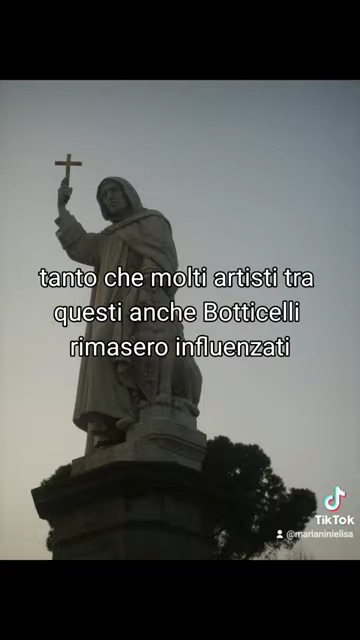 tanto che molti artisti tra
questi anche Botticelli
rimasero influenzati
TikTok
@marianinielisa